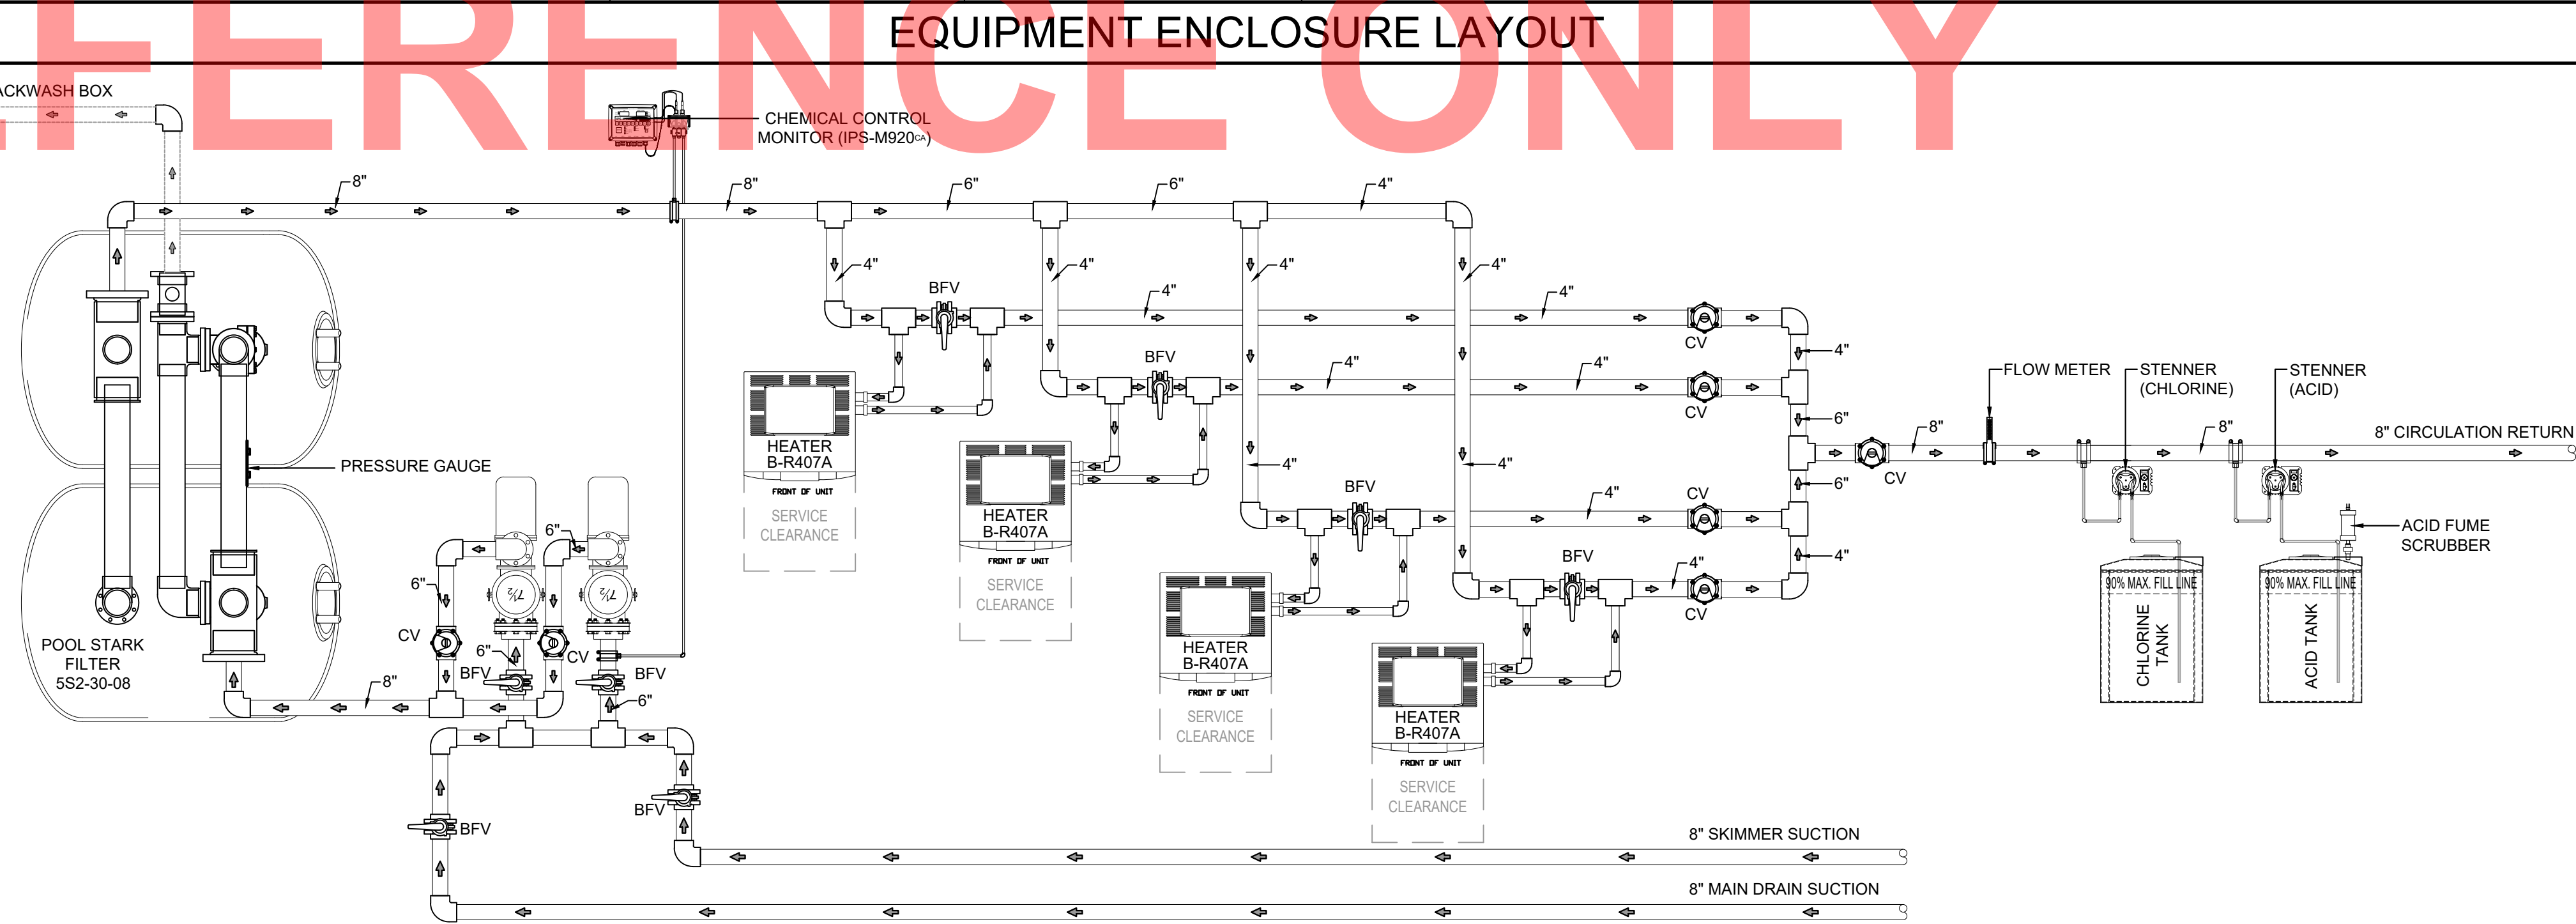 EQUIPMENT ENCLOSURE LAYOUT
FERENCE ONLY
ACKWASH BOX
CHEMICAL CONTROL
MONITOR (IPS-M920CA)
8"
8"
6"
6"
4"
4"
4"
4"
4"
BFV
4"
4"
CV
4"
BFV
4"
4"
CV
6"
FLOW METER
STENNER
(CHLORINE)
STENNER
(ACID)
8"
8"
8" CIRCULATION RETURN
CV
6"
PRESSURE GAUGE
HEATER
B-R407A
FRONT OF UNIT
SERVICE
CLEARANCE
4"
4"
BFV
4"
CV
HEATER
B-R407A
FRONT OF UNIT
SERVICE
CLEARANCE
ACID FUME
SCRUBBER
6"
6"
7½
7½
BFV
4"
CV
4"
90% MAX. FILL LINE
CHLORINE
TANK
90% MAX. FILL LINE
ACID TANK
POOL STARK
FILTER
5S2-30-08
CV
6"
CV
BFV
BFV
8"
6"
HEATER
B-R407A
FRONT OF UNIT
SERVICE
CLEARANCE
HEATER
B-R407A
FRONT OF UNIT
SERVICE
CLEARANCE
BFV
BFV
8" SKIMMER SUCTION
8" MAIN DRAIN SUCTION